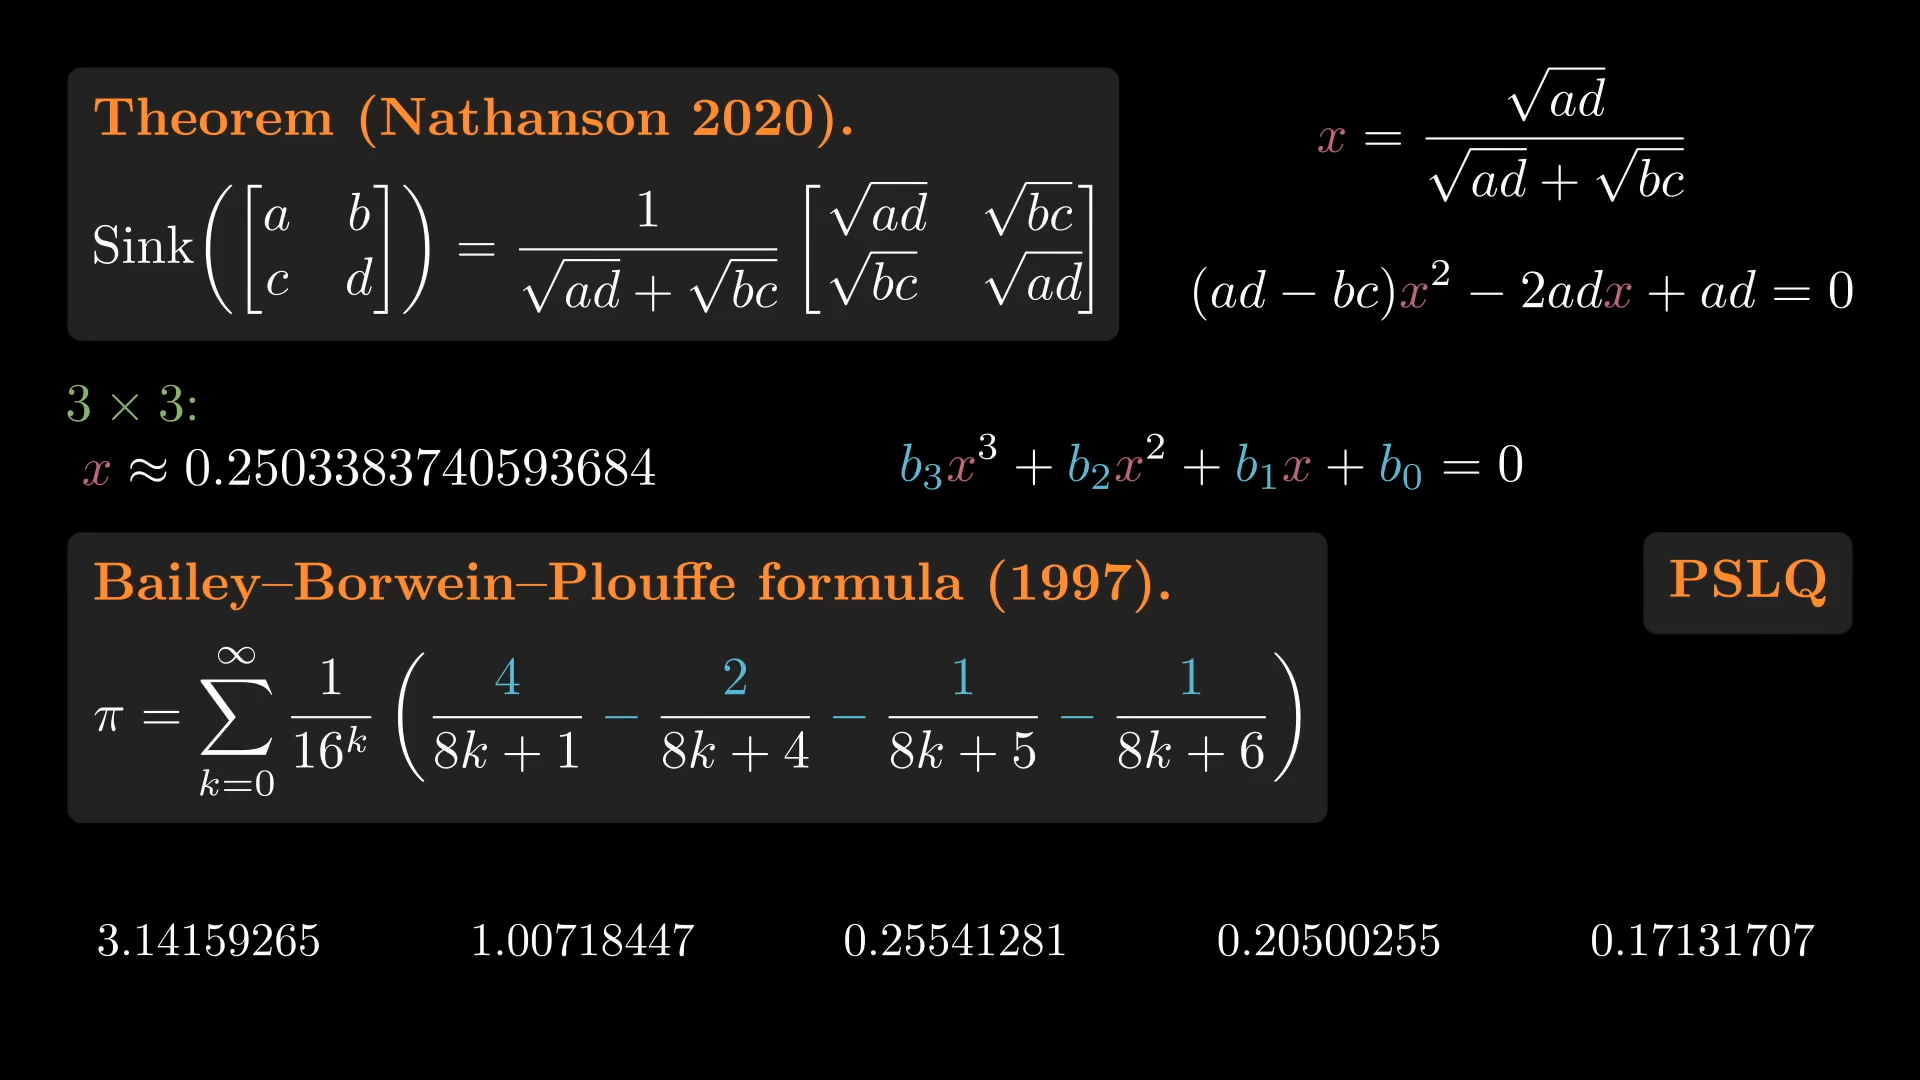 Theorem (Nathanson 2020).
Sink([a b; c d]) = 1/(√ad + √bc) [√ad √bc; √bc √ad]
x = √ad/(√ad + √bc)
(ad − bc)x² − 2adx + ad = 0
3 × 3:
x ≈ 0.2503383740593684
b₃x³ + b₂x² + b₁x + b₀ = 0
Bailey–Borwein–Plouffe formula (1997).
π = ∑_{k=0}^{∞} 1/16^k (4/(8k + 1) − 2/(8k + 4) − 1/(8k + 5) − 1/(8k + 6))
PSLQ
3.14159265 1.00718447 0.25541281 0.20500255 0.17131707